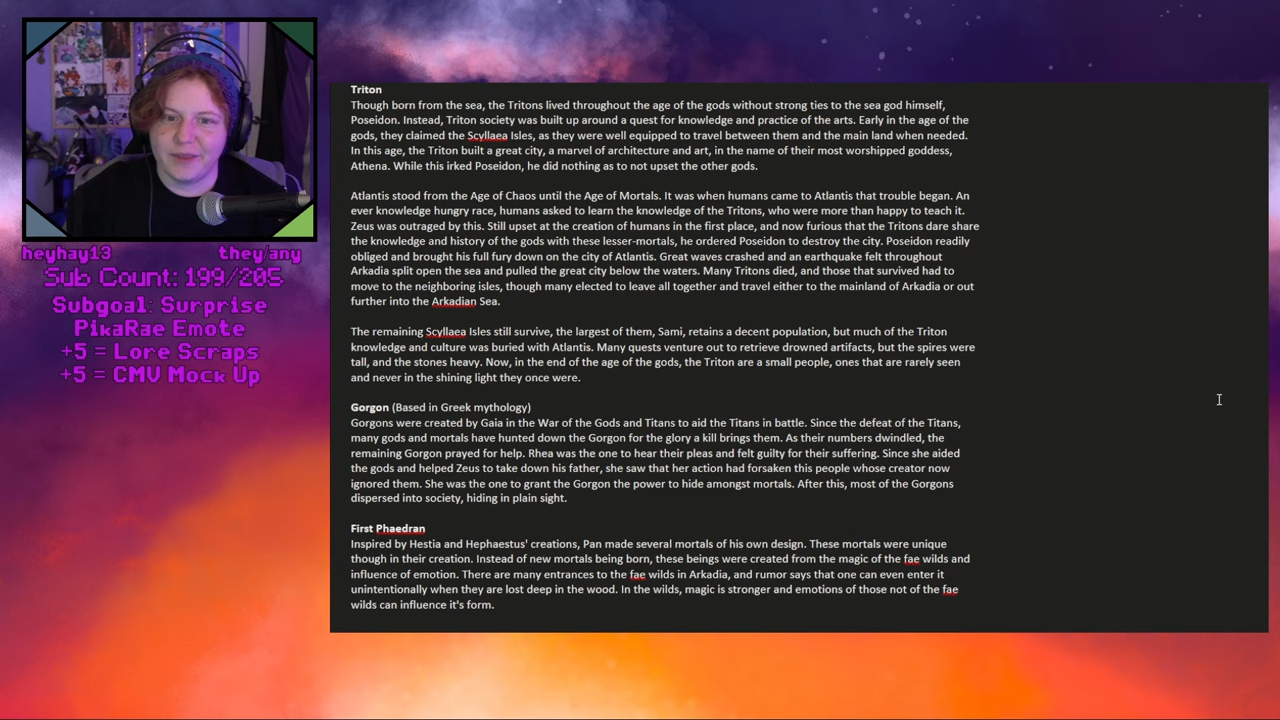 heyhay13 they/any
Sub Count: 199/205
Subgoal: Surprise
PikaRae Emote
+5 = Lore Scraps
+5 = CMV Mock Up
Triton
Though born from the sea, the Tritons lived throughout the age of the gods without strong ties to the sea god himself,
Poseidon. Instead, Triton society was built up around a quest for knowledge and practice of the arts. Early in the age of the
gods, they claimed the Scyllaea Isles, as they were well equipped to travel between them and the main land when needed.
In this age, the Triton built a great city, a marvel of architecture and art, in the name of their most worshipped goddess,
Athena. While this irked Poseidon, he did nothing as to not upset the other gods.
Atlantis stood from the Age of Chaos until the Age of Mortals. It was when humans came to Atlantis that trouble began. An
ever knowledge hungry race, humans asked to learn the knowledge of the Tritons, who were more than happy to teach it.
Zeus was outraged by this. Still upset at the creation of humans in the first place, and now furious that the Tritons dare share
the knowledge and history of the gods with these lesser-mortals, he ordered Poseidon to destroy the city. Poseidon readily
obliged and brought his full fury down on the city of Atlantis. Great waves crashed and an earthquake felt throughout
Arkadia split open the sea and pulled the great city below the waters. Many Tritons died, and those that survived had to
move to the neighboring isles, though many elected to leave all together and travel either to the mainland of Arkadia or out
further into the Arkadian Sea.
The remaining Scyllaea Isles still survive, the largest of them, Sami, retains a decent population, but much of the Triton
knowledge and culture was buried with Atlantis. Many quests venture out to retrieve drowned artifacts, but the spires were
tall, and the stones heavy. Now, in the end of the age of the gods, the Triton are a small people, ones that are rarely seen
and never in the shining light they once were.
Gorgon (Based in Greek mythology)
Gorgons were created by Gaia in the War of the Gods and Titans to aid the Titans in battle. Since the defeat of the Titans,
many gods and mortals have hunted down the Gorgon for the glory a kill brings them. As their numbers dwindled, the
remaining Gorgon prayed for help. Rhea was the one to hear their pleas and felt guilty for their suffering. Since she aided
the gods and helped Zeus to take down his father, she saw that her action had forsaken this people whose creator now
ignored them. She was the one to grant the Gorgon the power to hide amongst mortals. After this, most of the Gorgons
dispersed into society, hiding in plain sight.
First Phaedran
Inspired by Hestia and Hephaestus' creations, Pan made several mortals of his own design. These mortals were unique
though in their creation. Instead of new mortals being born, these beings were created from the magic of the fae wilds and
influence of emotion. There are many entrances to the fae wilds in Arkadia, and rumor says that one can even enter it
unintentionally when they are lost deep in the wood. In the wilds, magic is stronger and emotions of those not of the fae
wilds can influence it's form.